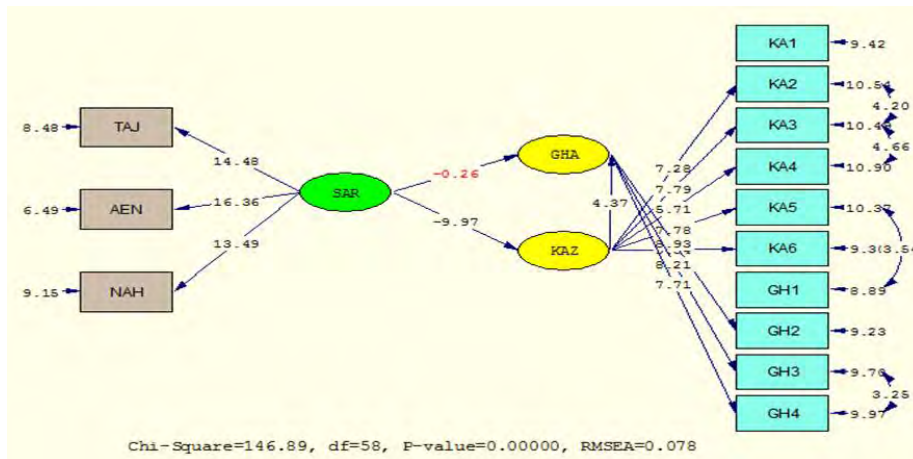 KA1
9.42
KA2
10.54
4.20
8.48
TAJ
KA3
4.66
14.48
GHA
7.28
KA4
10.90
-0.26
7.79
6.49
AEN
16.36
SAR
4.37
5.71
KA5
10.37
-9.97
7.78
8.93
KA6
13.49
KAZ
8.21
7.71
9.15
NAH
GH1
8.89
GH2
9.23
GH3
9.70
3.25
GH4
9.97
Chi-Square=146.89, df=58, P-value=0.00000, RMSEA=0.078